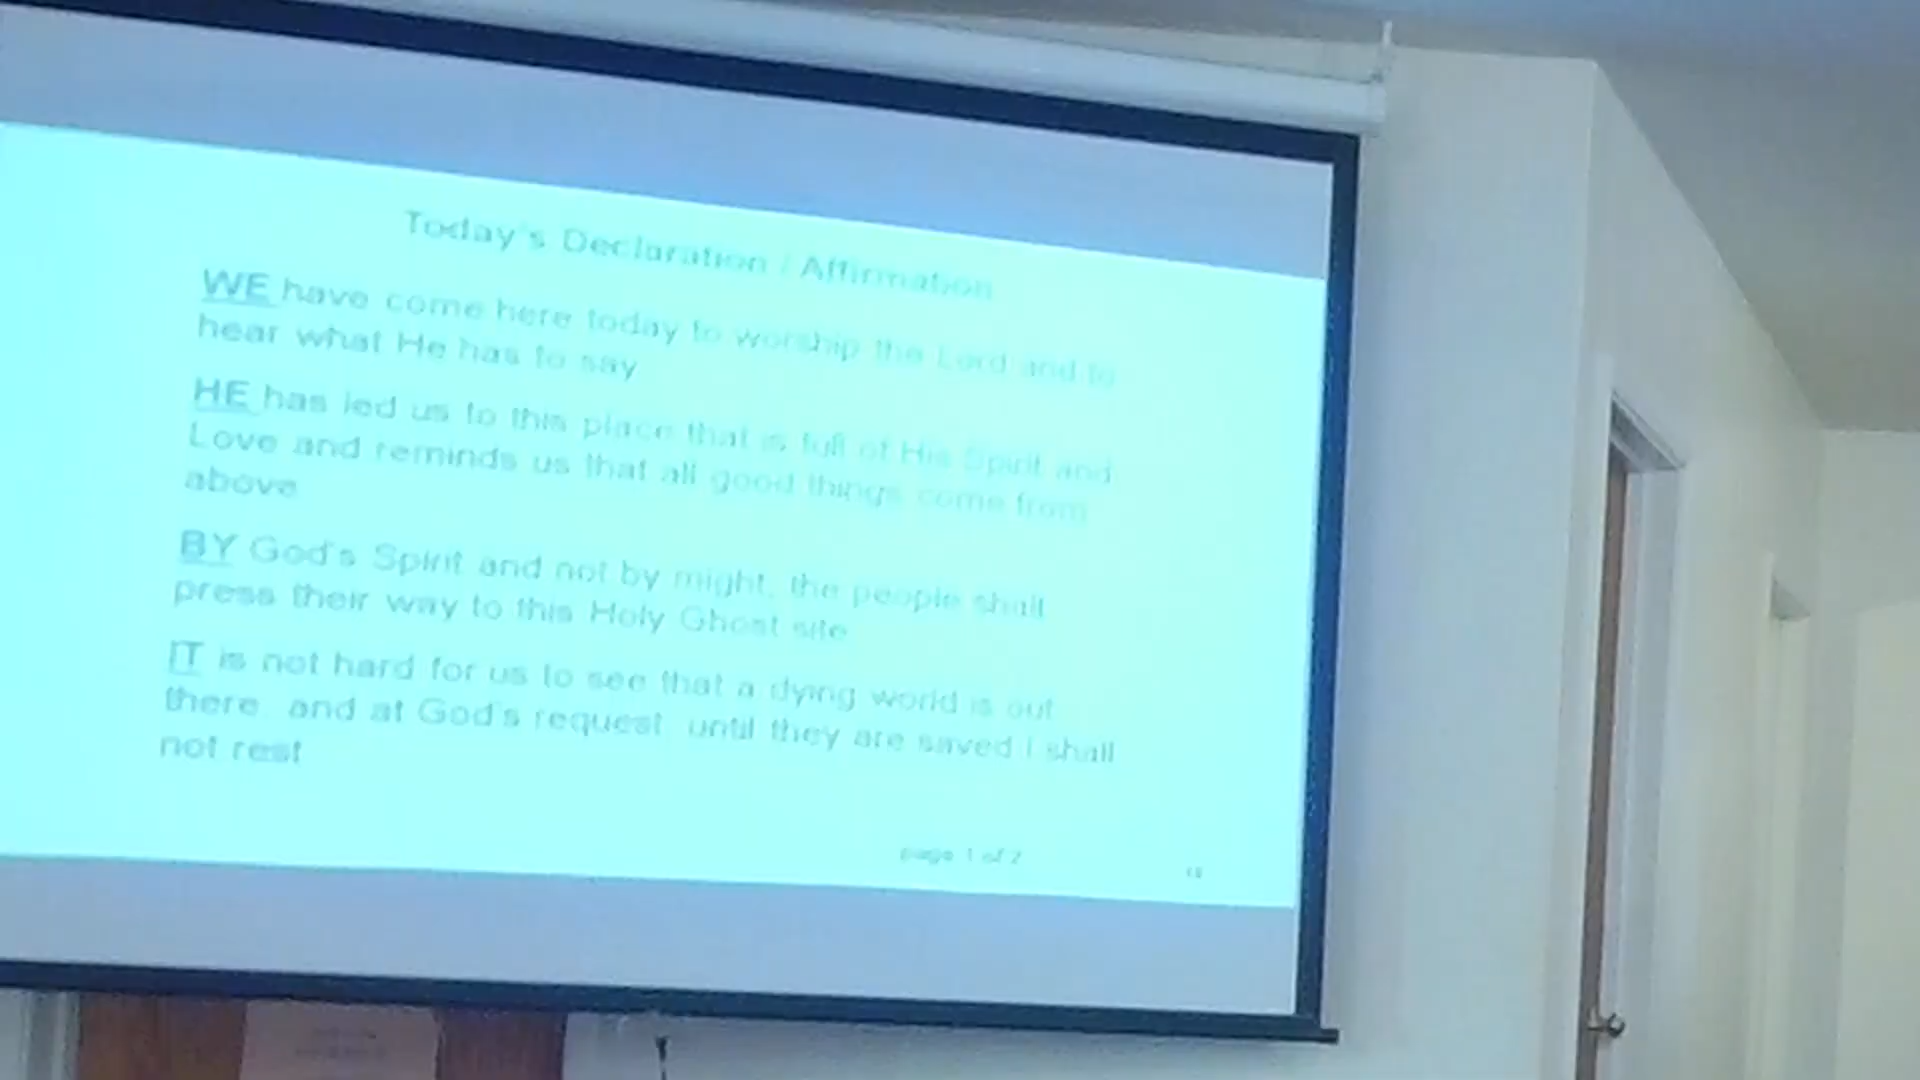 Today's Declaration / Affirmation
WE have come here today to worship the Lord and to
hear what He has to say
HE has led us to this place that is full of His Spirit and
Love and reminds us that all good things come from
above
BY God's Spirit and not by might, the people shall
press their way to this Holy Ghost site
IT is not hard for us to see that a dying world is out
there, and at God's request, until they are saved I shall
not rest
page 1 of 2